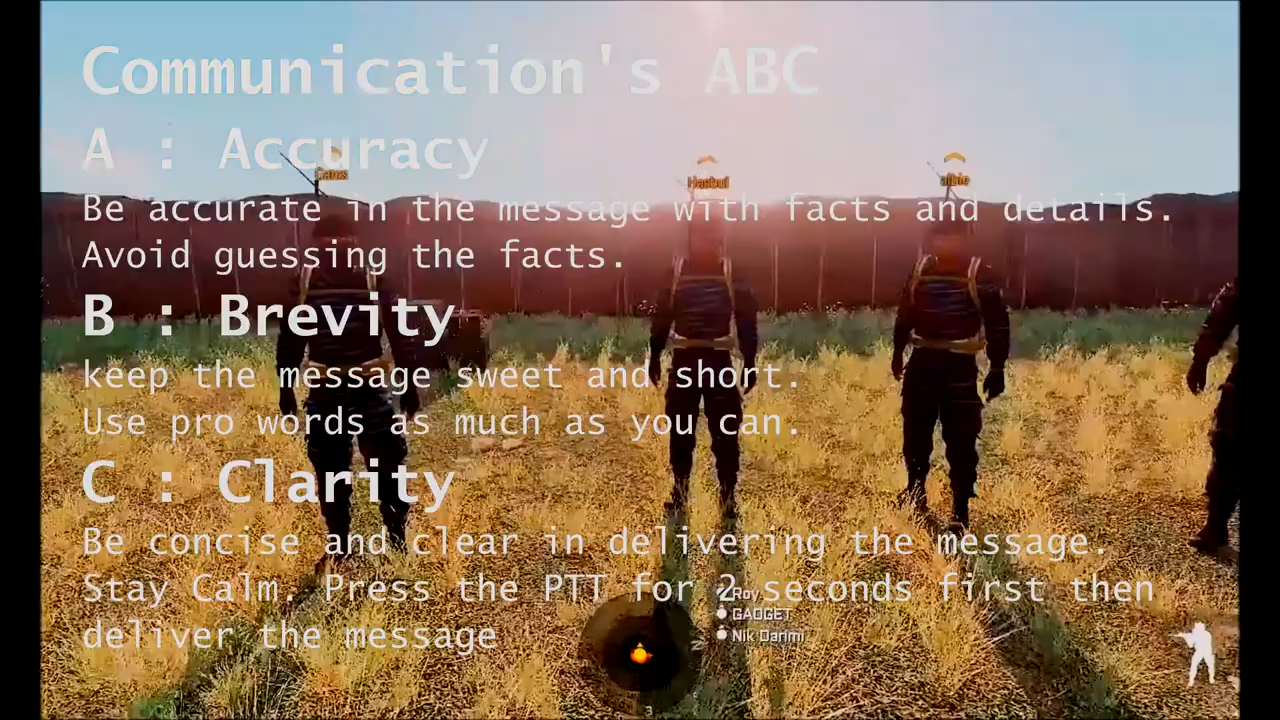 Communication's ABC
A : Accuracy
Be accurate in the message with facts and details.
Avoid guessing the facts.
B : Brevity
keep the message sweet and short.
Use pro words as much as you can.
C : Clarity
Be concise and clear in delivering the message.
Stay Calm. Press the PTT for 2 seconds first then
deliver the message
Roy
GADGET
Nik Darimi